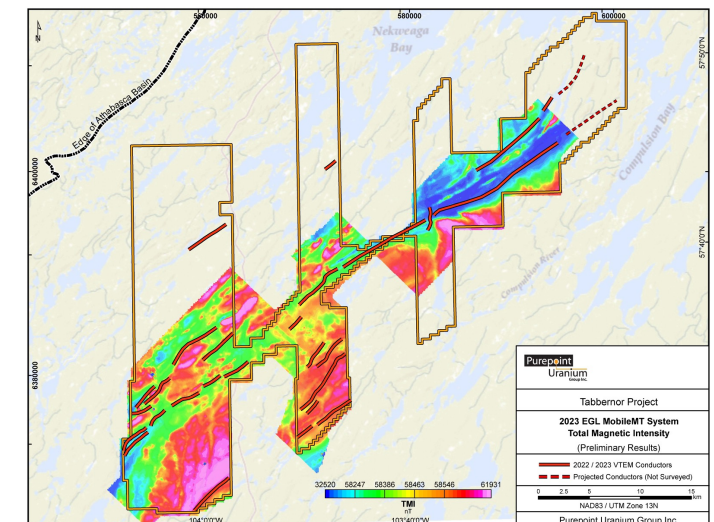 560000
580000
600000
N
Nekweaga
Bay
57°50'0"N
Edge of Athabasca Basin
Compulsion Bay
6400000
57°40'0"N
Compulsion River
6380000
Purepoint
Uranium
Group Inc.
Tabbernor Project
2023 EGL MobileMT System
Total Magnetic Intensity
(Preliminary Results)
2022 / 2023 VTEM Conductors
Projected Conductors (Not Surveyed)
0 2.5 5 10 15
km
NAD83 / UTM Zone 13N
Purepoint Uranium Group Inc.
32520 58247 58386 58463 58546 61931
TMI
nT
104°0'0"W
103°40'0"W